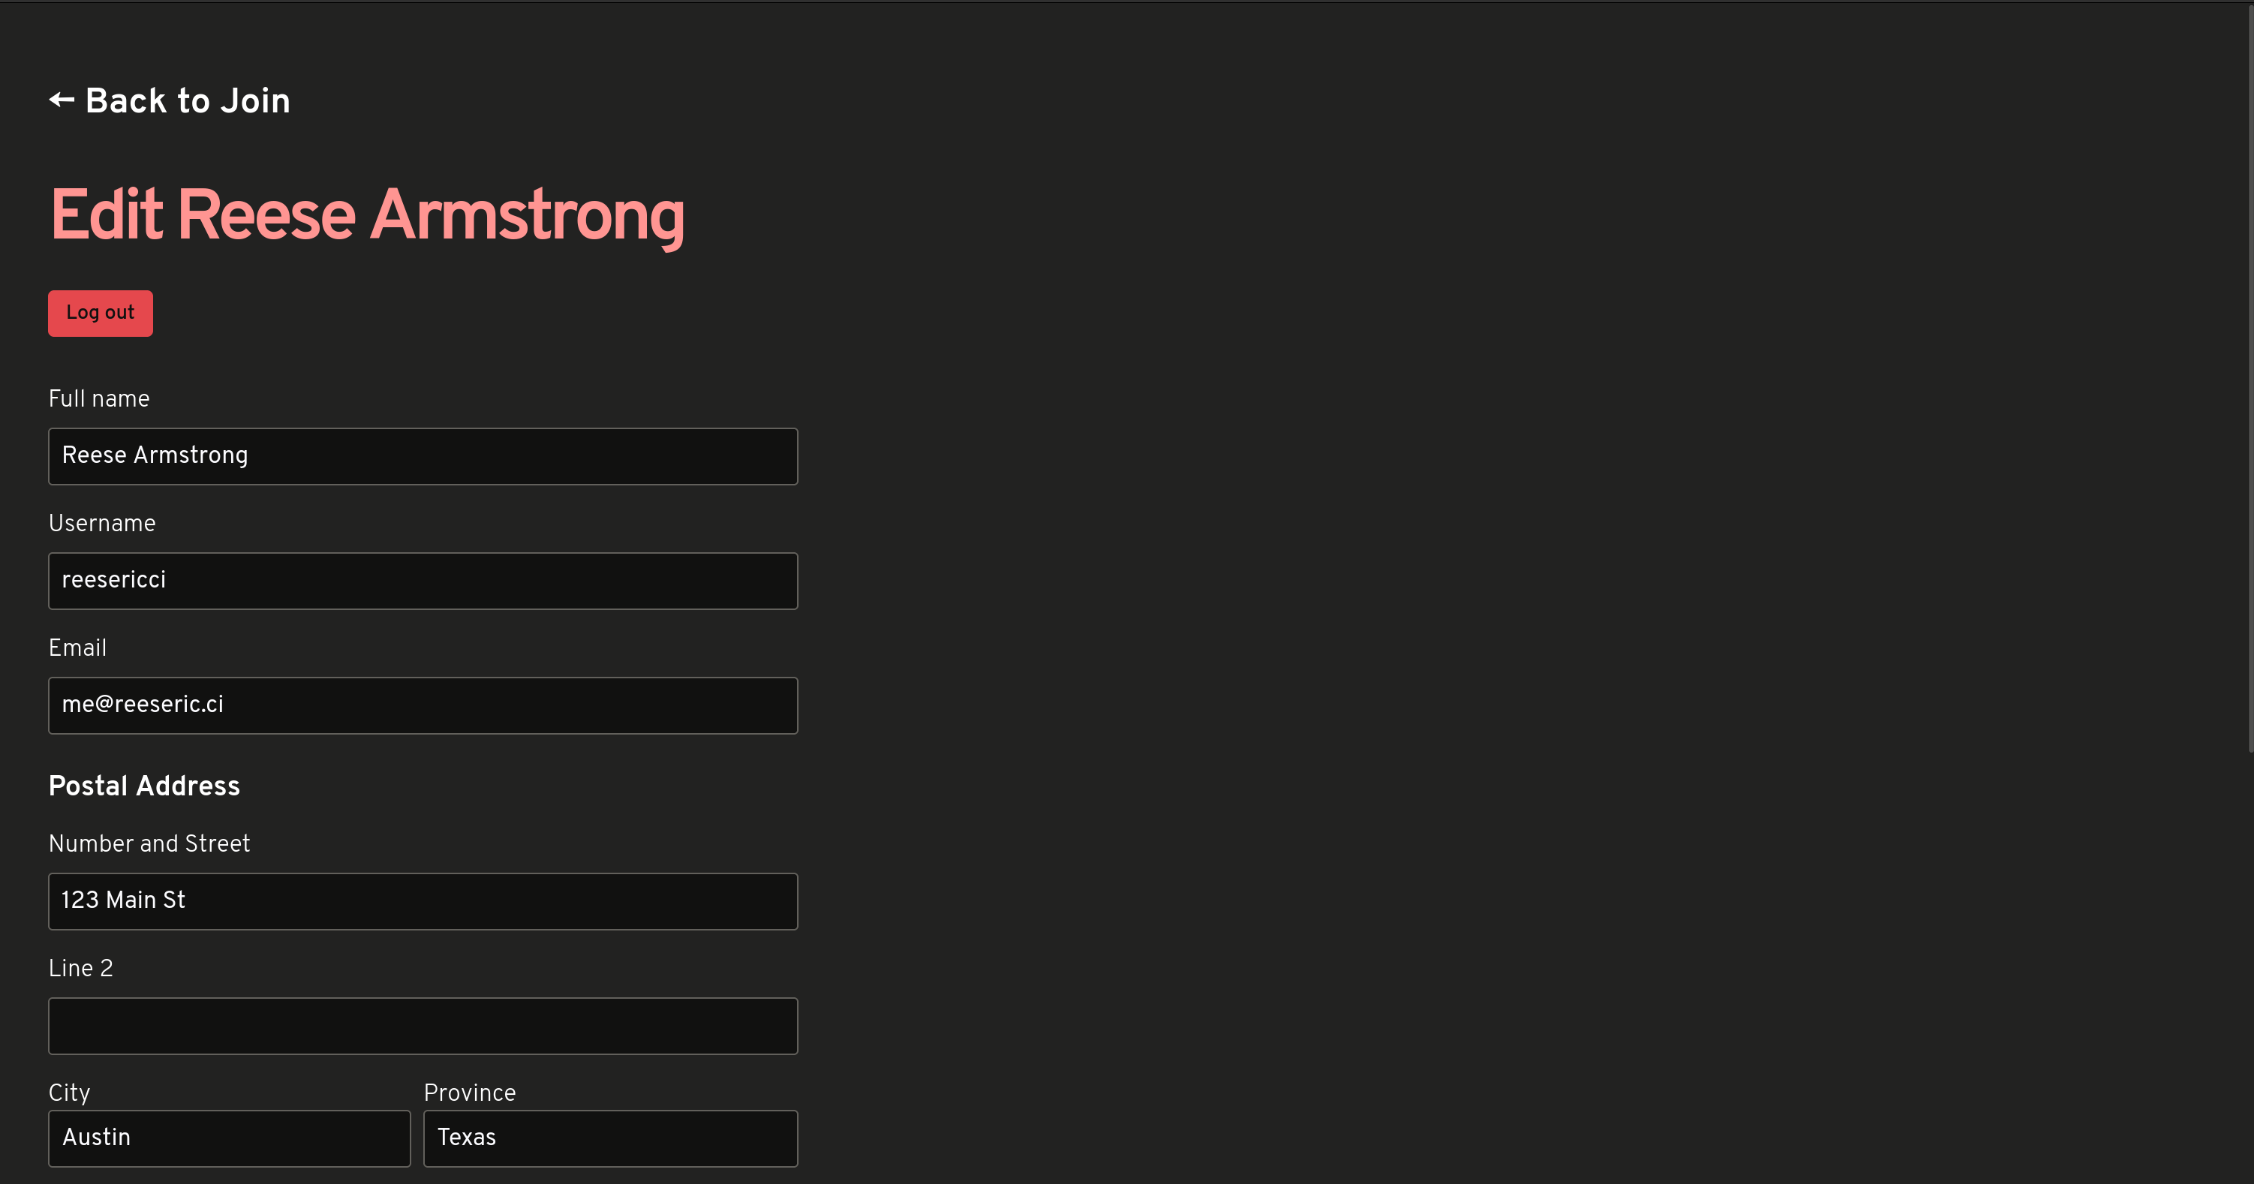 ← Back to Join
Edit Reese Armstrong
Log out
Full name
Reese Armstrong
Username
reesericci
Email
me@reeseric.ci
Postal Address
Number and Street
123 Main St
Line 2
City Province
Austin Texas